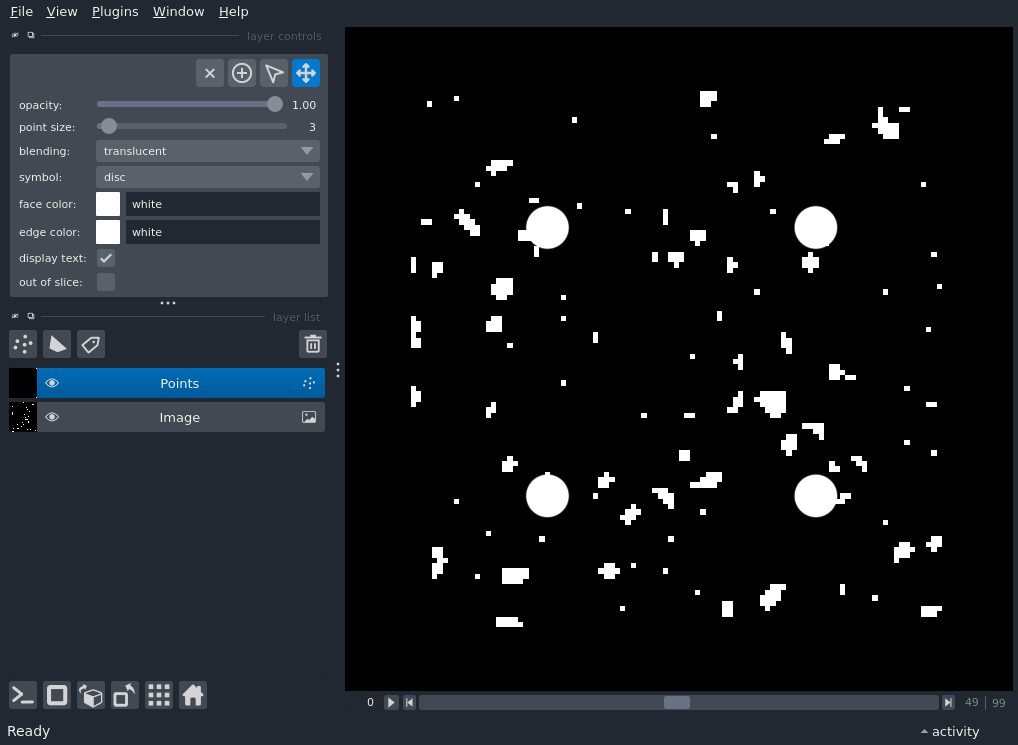 File View Plugins Window Help
layer controls
opacity: 1.00
point size: 3
blending: translucent
symbol: disc
face color: white
edge color: white
display text:
out of slice:
layer list
Points
Image
0 49 99
Ready activity